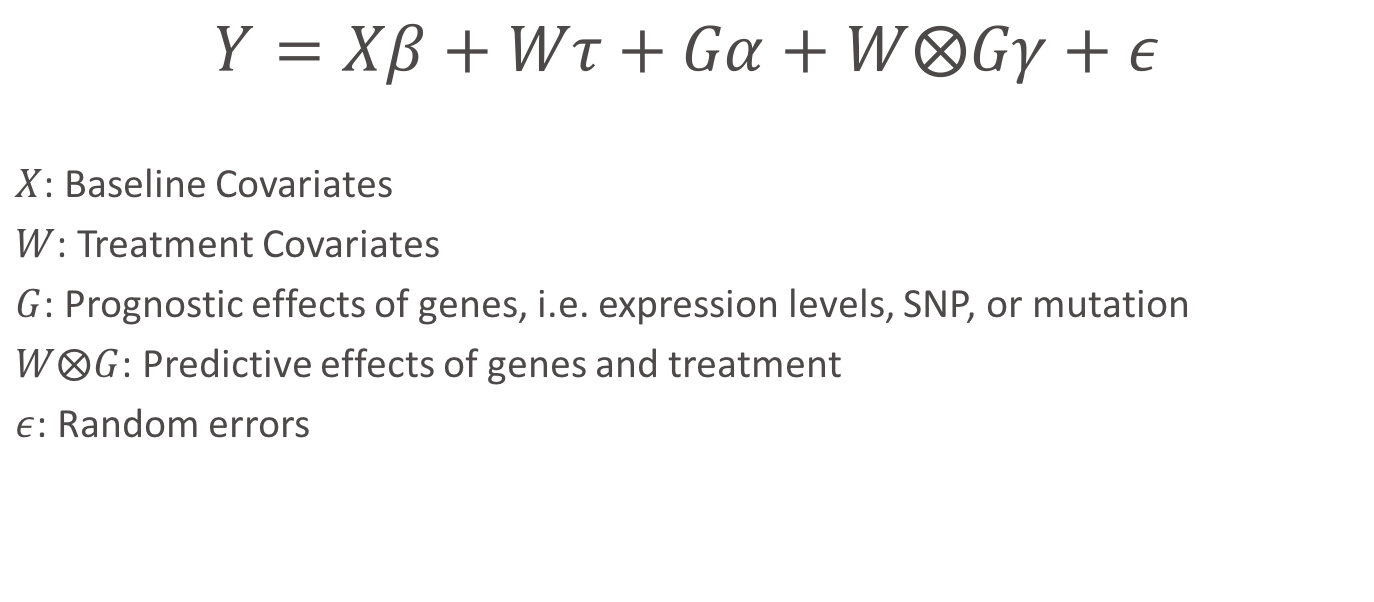 Y = Xβ + Wτ + Gα + W⊗Gγ + ϵ
X: Baseline Covariates
W: Treatment Covariates
G: Prognostic effects of genes, i.e. expression levels, SNP, or mutation
W⊗G: Predictive effects of genes and treatment
ϵ: Random errors